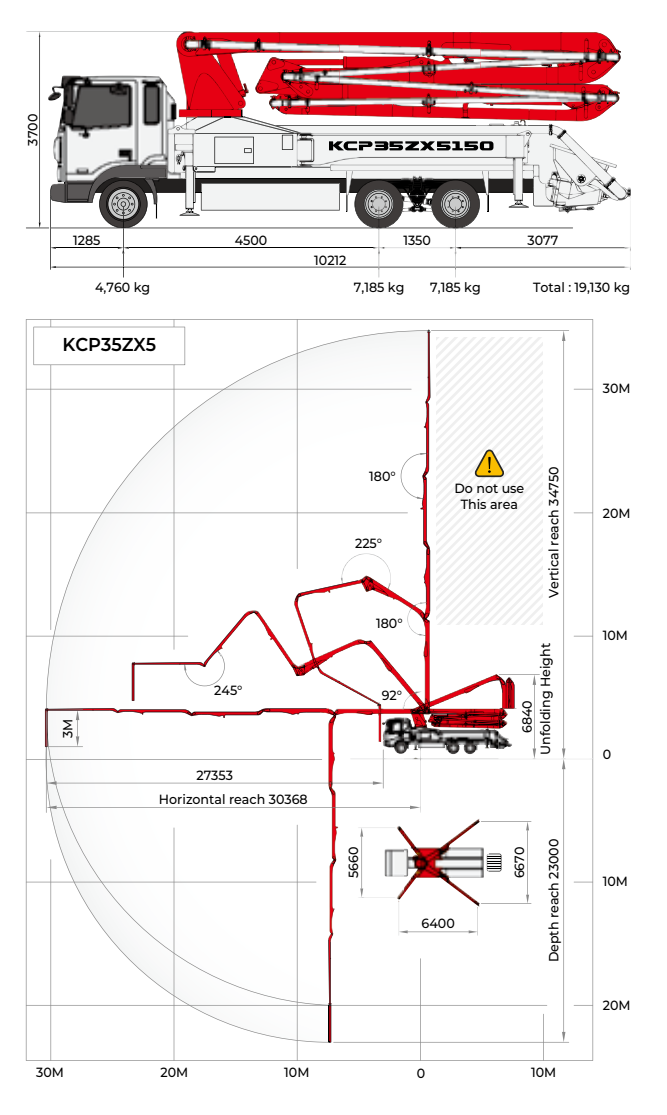 3700
KCP35ZX5150
1285
4500
1350
3077
10212
4,760 kg
7,185 kg
7,185 kg
Total : 19,130 kg
KCP35ZX5
30M
180°
Do not use
This area
Vertical reach 34750
20M
225°
180°
10M
245°
92°
6840
Unfolding Height
3M
0
27353
Horizontal reach 30368
5660
6670
6400
Depth reach 23000
10M
20M
30M
20M
10M
0
10M